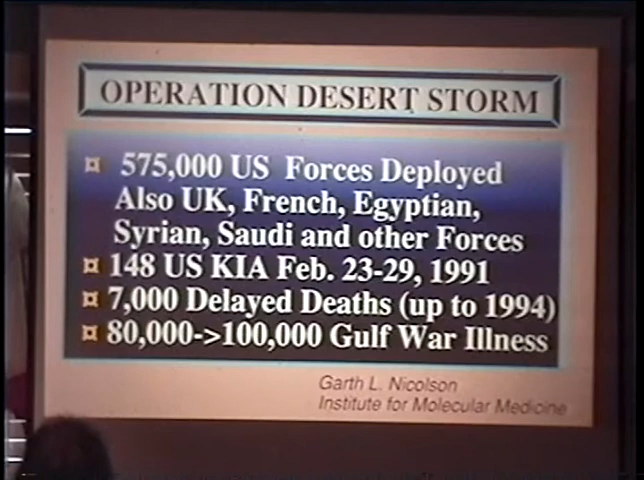 OPERATION DESERT STORM
¤ 575,000 US Forces Deployed
Also UK, French, Egyptian,
Syrian, Saudi and other Forces
¤ 148 US KIA Feb. 23-29, 1991
¤ 7,000 Delayed Deaths (up to 1994)
¤ 80,000->100,000 Gulf War Illness
Garth L. Nicolson
Institute for Molecular Medicine